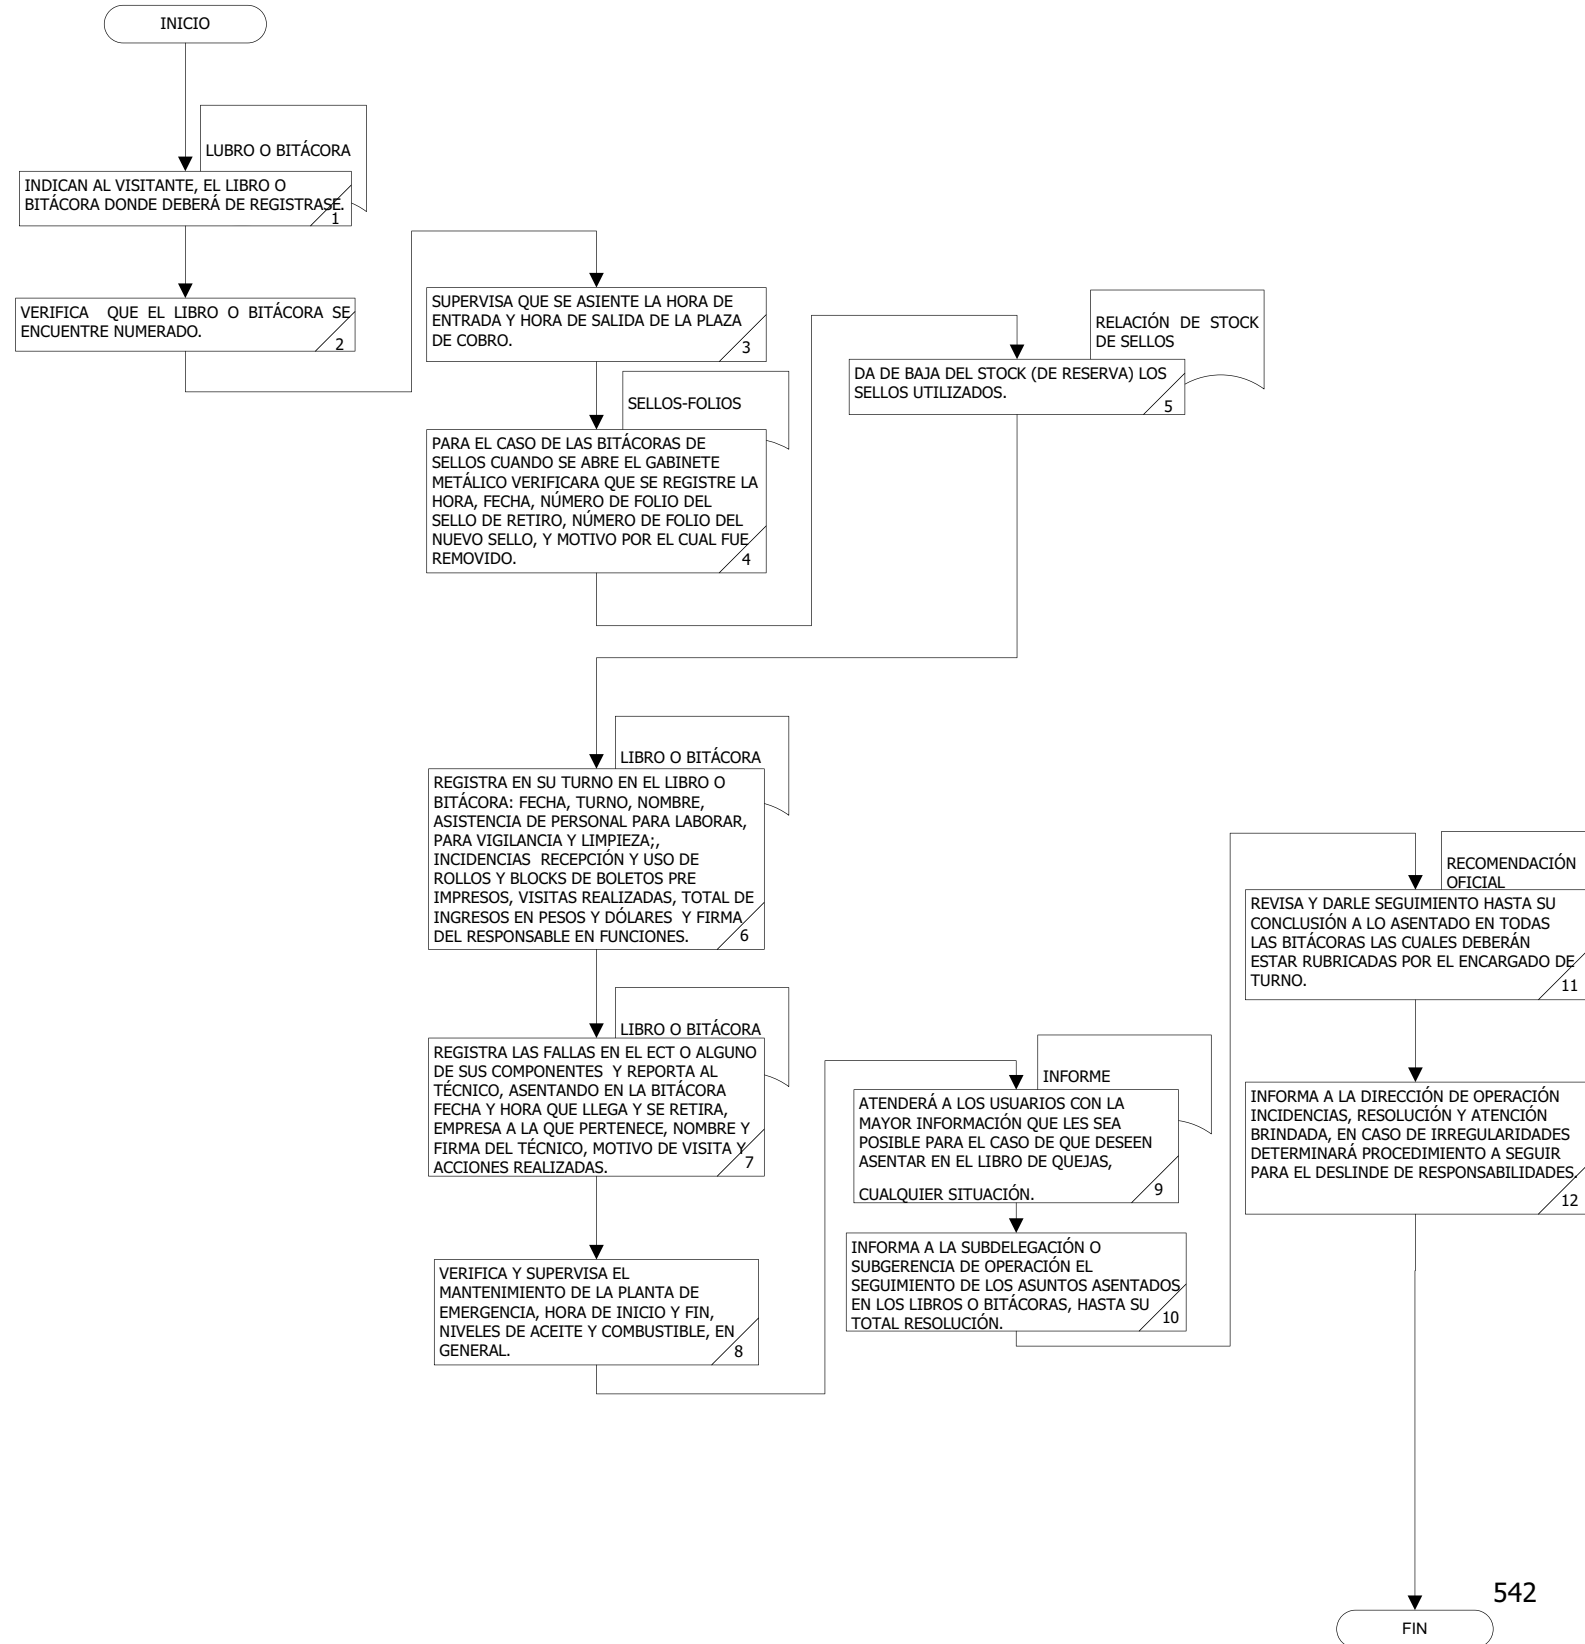 INICIO
LUBRO O BITÁCORA
INDICAN AL VISITANTE, EL LIBRO O
BITÁCORA DONDE DEBERÁ DE REGISTRASE.
1
VERIFICA QUE EL LIBRO O BITÁCORA SE
ENCUENTRE NUMERADO.
2
SUPERVISA QUE SE ASIENTE LA HORA DE
ENTRADA Y HORA DE SALIDA DE LA PLAZA
DE COBRO.
3
SELLOS-FOLIOS
PARA EL CASO DE LAS BITÁCORAS DE
SELLOS CUANDO SE ABRE EL GABINETE
METÁLICO VERIFICARA QUE SE REGISTRE LA
HORA, FECHA, NÚMERO DE FOLIO DEL
SELLO DE RETIRO, NÚMERO DE FOLIO DEL
NUEVO SELLO, Y MOTIVO POR EL CUAL FUE
REMOVIDO.
4
RELACIÓN DE STOCK
DE SELLOS
DA DE BAJA DEL STOCK (DE RESERVA) LOS
SELLOS UTILIZADOS.
5
LIBRO O BITÁCORA
REGISTRA EN SU TURNO EN EL LIBRO O
BITÁCORA: FECHA, TURNO, NOMBRE,
ASISTENCIA DE PERSONAL PARA LABORAR,
PARA VIGILANCIA Y LIMPIEZA;,
INCIDENCIAS RECEPCIÓN Y USO DE
ROLLOS Y BLOCKS DE BOLETOS PRE
IMPRESOS, VISITAS REALIZADAS, TOTAL DE
INGRESOS EN PESOS Y DÓLARES Y FIRMA
DEL RESPONSABLE EN FUNCIONES.
6
LIBRO O BITÁCORA
REGISTRA LAS FALLAS EN EL ECT O ALGUNO
DE SUS COMPONENTES Y REPORTA AL
TÉCNICO, ASENTANDO EN LA BITÁCORA
FECHA Y HORA QUE LLEGA Y SE RETIRA,
EMPRESA A LA QUE PERTENECE, NOMBRE Y
FIRMA DEL TÉCNICO, MOTIVO DE VISITA Y
ACCIONES REALIZADAS.
7
VERIFICA Y SUPERVISA EL
MANTENIMIENTO DE LA PLANTA DE
EMERGENCIA, HORA DE INICIO Y FIN,
NIVELES DE ACEITE Y COMBUSTIBLE, EN
GENERAL.
8
INFORME
ATENDERÁ A LOS USUARIOS CON LA
MAYOR INFORMACIÓN QUE LES SEA
POSIBLE PARA EL CASO DE QUE DESEEN
ASENTAR EN EL LIBRO DE QUEJAS,
CUALQUIER SITUACIÓN.
9
INFORMA A LA SUBDELEGACIÓN O
SUBGERENCIA DE OPERACIÓN EL
SEGUIMIENTO DE LOS ASUNTOS ASENTADOS
EN LOS LIBROS O BITÁCORAS, HASTA SU
TOTAL RESOLUCIÓN.
10
RECOMENDACIÓN
OFICIAL
REVISA Y DARLE SEGUIMIENTO HASTA SU
CONCLUSIÓN A LO ASENTADO EN TODAS
LAS BITÁCORAS LAS CUALES DEBERÁN
ESTAR RUBRICADAS POR EL ENCARGADO DE
TURNO.
11
INFORMA A LA DIRECCIÓN DE OPERACIÓN
INCIDENCIAS, RESOLUCIÓN Y ATENCIÓN
BRINDADA, EN CASO DE IRREGULARIDADES
DETERMINARÁ PROCEDIMIENTO A SEGUIR
PARA EL DESLINDE DE RESPONSABILIDADES.
12
542
FIN